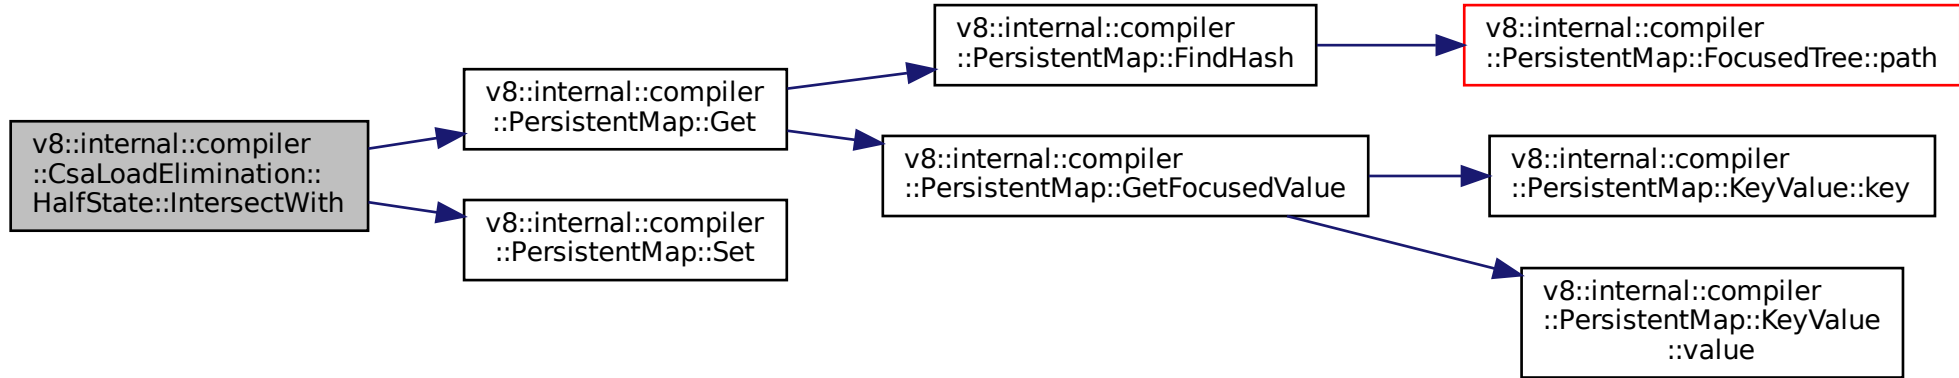 v8::internal::compiler
::CsaLoadElimination::
HalfState::IntersectWith
v8::internal::compiler
::PersistentMap::Get
v8::internal::compiler
::PersistentMap::Set
v8::internal::compiler
::PersistentMap::FindHash
v8::internal::compiler
::PersistentMap::GetFocusedValue
v8::internal::compiler
::PersistentMap::FocusedTree::path
v8::internal::compiler
::PersistentMap::KeyValue::key
v8::internal::compiler
::PersistentMap::KeyValue
::value